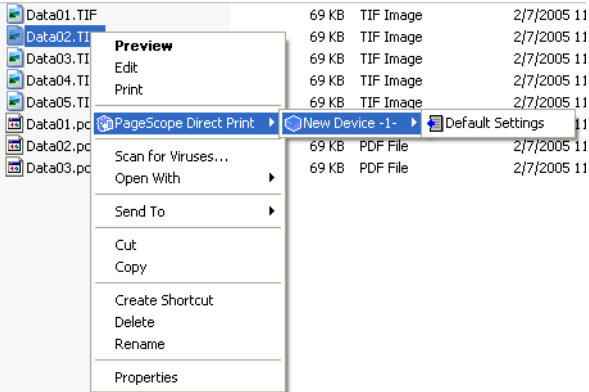 Data01.TIF 69 KB TIF Image 2/7/2005 11
Data02.TI 69 KB TIF Image 2/7/2005 11
Data03.TI 69 KB TIF Image 2/7/2005 11
Data04.TI 69 KB TIF Image 2/7/2005 11
Data05.TI 69 KB TIF Image 2/7/2005 11
Data01.pd
Data02.pd 69 KB PDF File 2/7/2005 11
Data03.pd 69 KB PDF File 2/7/2005 11
Preview
Edit
Print
PageScope Direct Print
Scan for Viruses...
Open With
Send To
Cut
Copy
Create Shortcut
Delete
Rename
Properties
New Device -1-
Default Settings